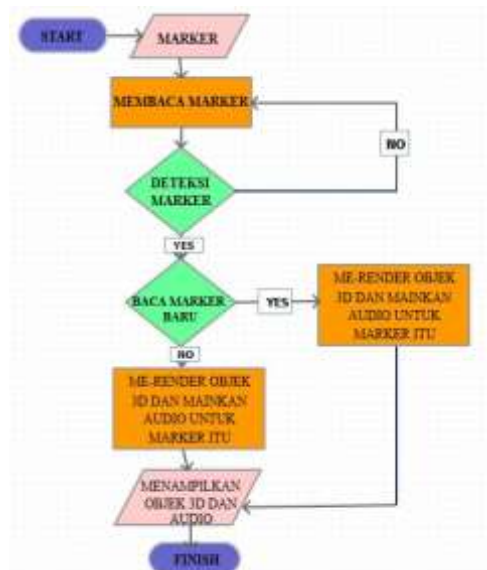 START
MARKER
MEMBACA MARKER
NO
DETEKSI
MARKER
YES
BACA MARKER
BARU
YES
ME-RENDER OBJEK
3D DAN MAINKAN
AUDIO UNTUK
MARKER ITU
NO
ME-RENDER OBJEK
3D DAN MAINKAN
AUDIO UNTUK
MARKER ITU
MENAMPILKAN
OBJEK 3D DAN
AUDIO
FINISH